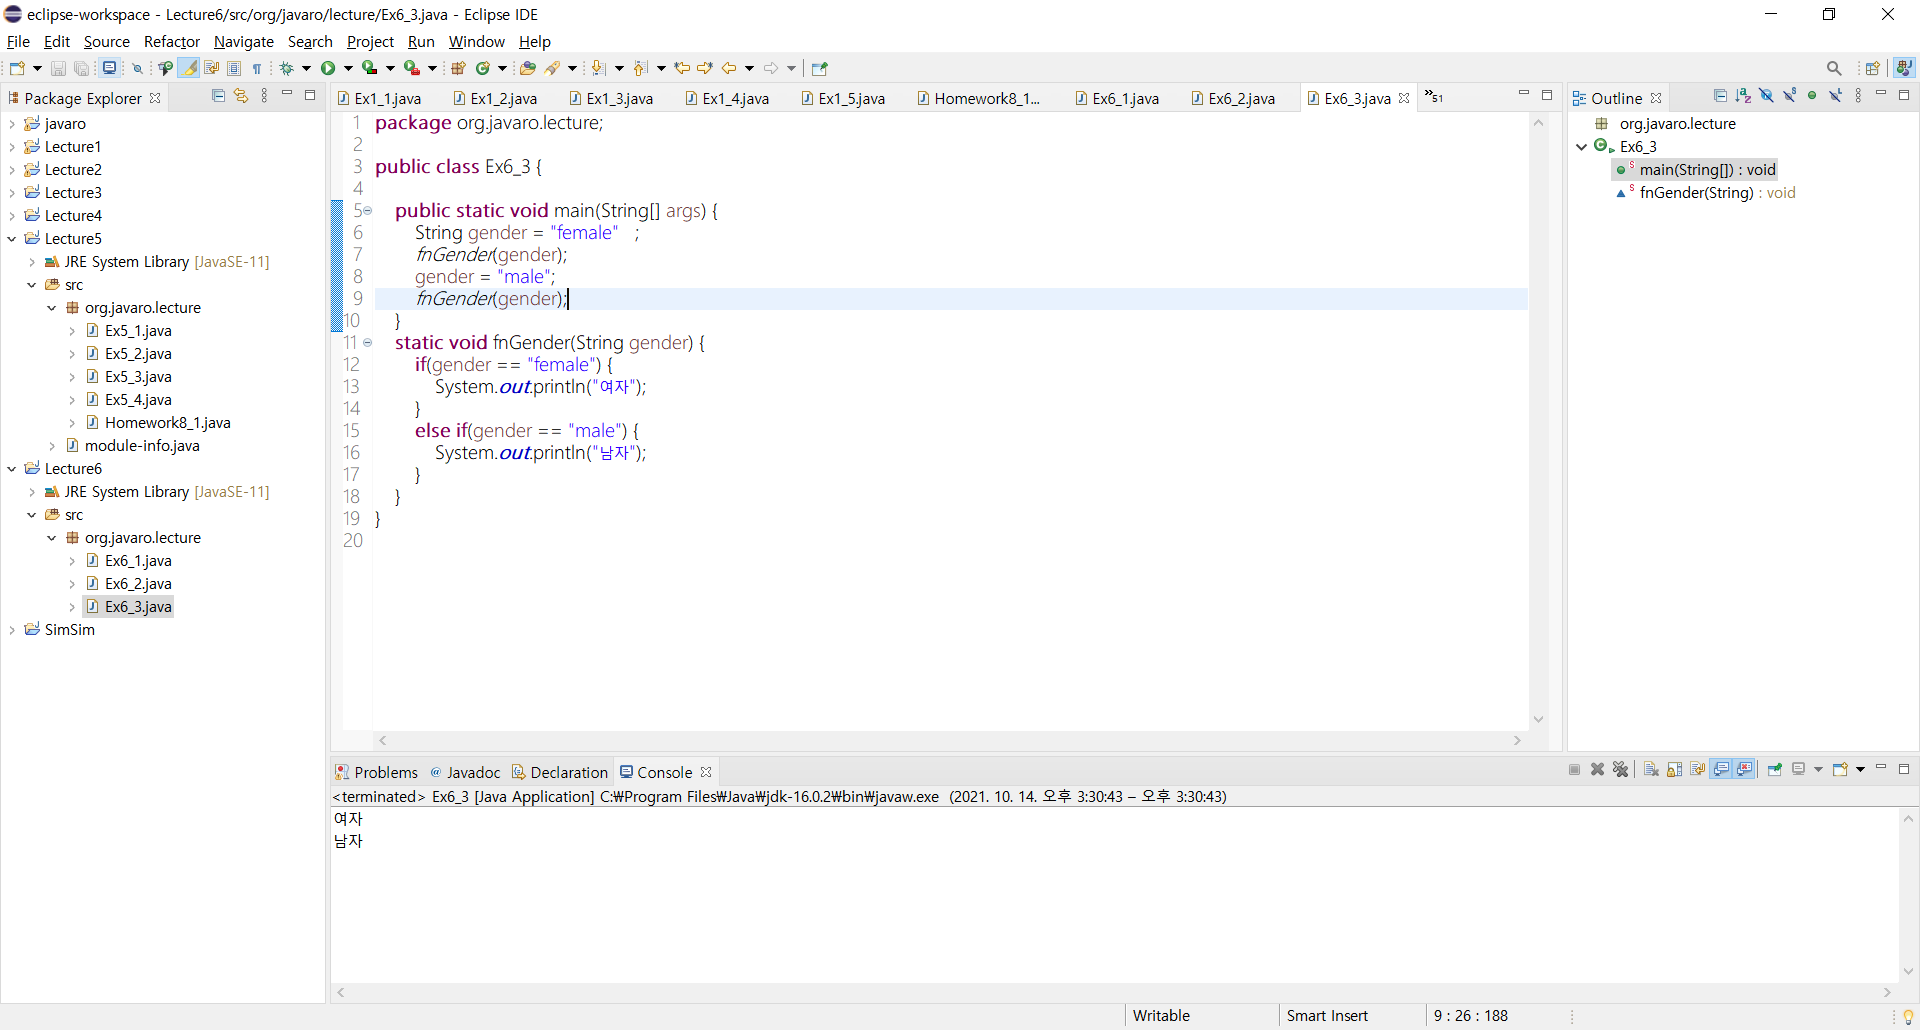 eclipse-workspace - Lecture6/src/org/javaro/lecture/Ex6_3.java - Eclipse IDE
File Edit Source Refactor Navigate Search Project Run Window Help
Package Explorer
javaro
Lecture1
Lecture2
Lecture3
Lecture4
Lecture5
JRE System Library [JavaSE-11]
src
org.javaro.lecture
Ex5_1.java
Ex5_2.java
Ex5_3.java
Ex5_4.java
Homework8_1.java
module-info.java
Lecture6
JRE System Library [JavaSE-11]
src
org.javaro.lecture
Ex6_1.java
Ex6_2.java
Ex6_3.java
SimSim
Ex1_1.java Ex1_2.java Ex1_3.java Ex1_4.java Ex1_5.java Homework8_1... Ex6_1.java Ex6_2.java Ex6_3.java »51
1 package org.javaro.lecture;
2
3 public class Ex6_3 {
4
5 public static void main(String[] args) {
6 String gender = "female" ;
7 fnGender(gender);
8 gender = "male";
9 fnGender(gender);
10 }
11 static void fnGender(String gender) {
12 if(gender == "female") {
13 System.out.println("여자");
14 }
15 else if(gender == "male") {
16 System.out.println("남자");
17 }
18 }
19 }
20
Outline
org.javaro.lecture
Ex6_3
main(String[]) : void
fnGender(String) : void
Problems @ Javadoc Declaration Console
<terminated> Ex6_3 [Java Application] C:₩Program Files₩Java₩jdk-16.0.2₩bin₩javaw.exe (2021. 10. 14. 오후 3:30:43 – 오후 3:30:43)
여자
남자
Writable Smart Insert 9 : 26 : 188